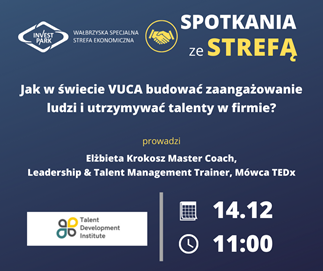 INVEST
PARK
WAŁBRZYSKA SPECJALNA
STREFA EKONOMICZNA
SPOTKANIA
ze STREFĄ
Jak w świecie VUCA budować zaangażowanie
ludzi i utrzymywać talenty w firmie?
prowadzi
Elżbieta Krokosz Master Coach,
Leadership & Talent Management Trainer, Mówca TEDx
Talent
Development
Institute
14.12
11:00